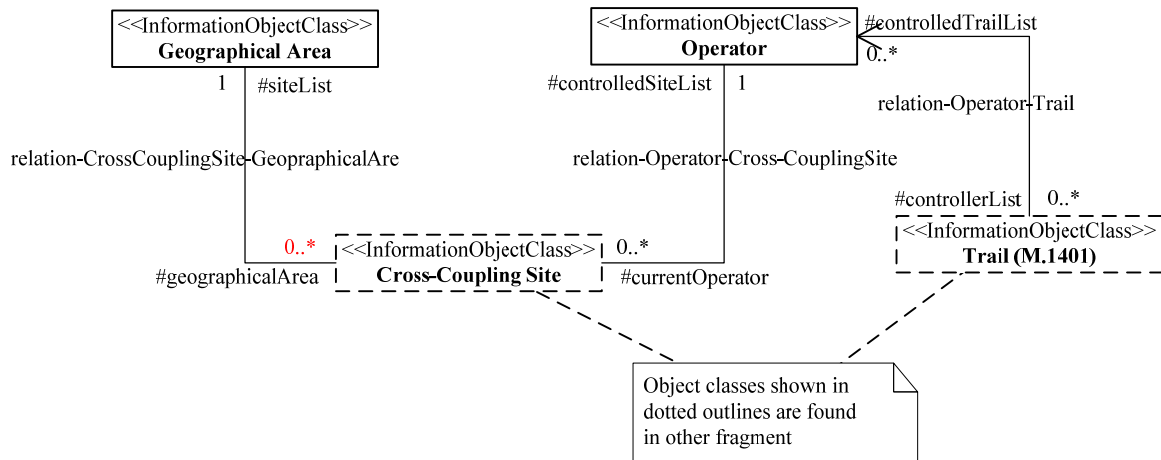 <<InformationObjectClass>>
Geographical Area
<<InformationObjectClass>>
Operator
#controlledTrailList
0..*
1
#siteList
#controlledSiteList
1
relation-Operator-Trail
relation-CrossCouplingSite-GeopraphicalAre
relation-Operator-Cross-CouplingSite
#controllerList
0..*
<<InformationObjectClass>>
Trail (M.1401)
0..*
<<InformationObjectClass>>
Cross-Coupling Site
0..*
#geographicalArea
#currentOperator
Object classes shown in
dotted outlines are found
in other fragment